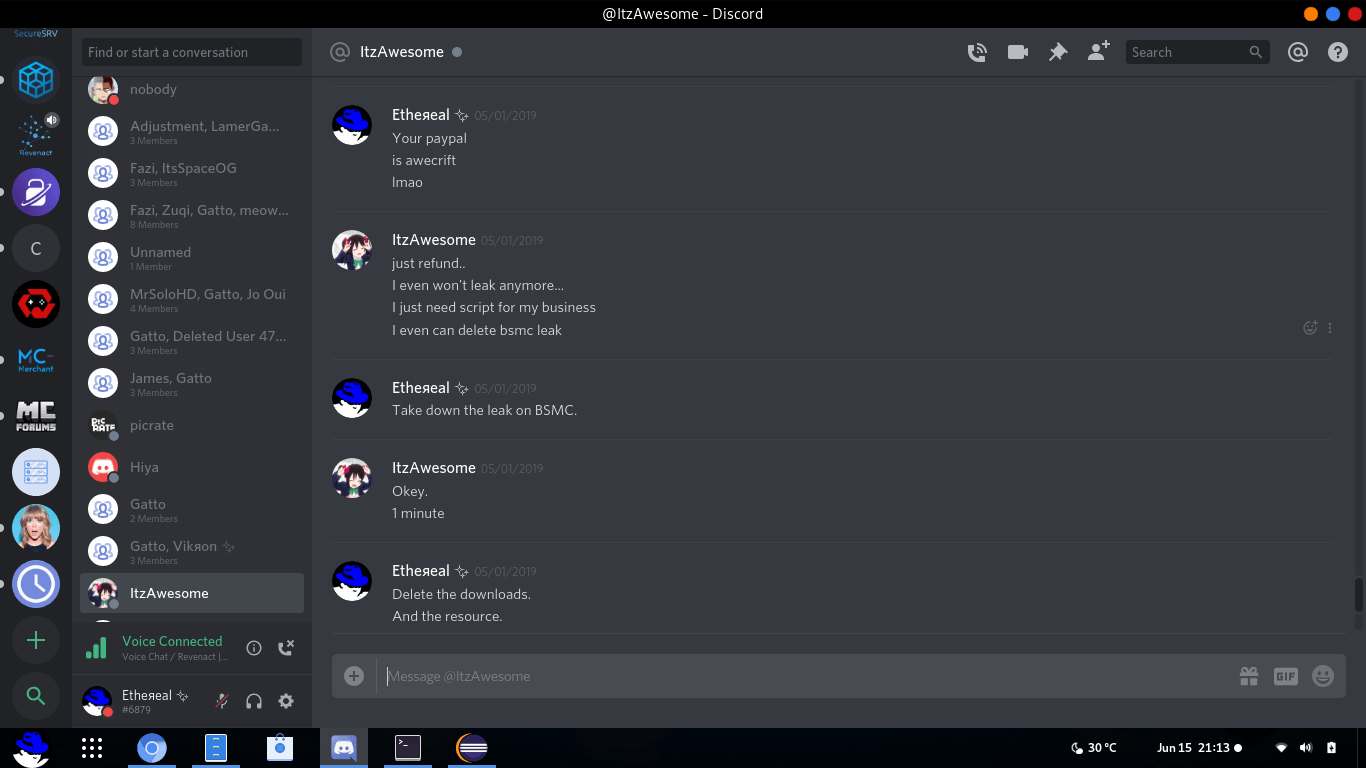 @ItzAwesome - Discord
SecureSRV
Revenact
C
MC-
Merchant
MC
FORUMS
Find or start a conversation
nobody
Adjustment, LamerGa...
3 Members
Fazi, ItsSpaceOG
3 Members
Fazi, Zuqi, Gatto, meow...
8 Members
Unnamed
1 Member
MrSoloHD, Gatto, Jo Oui
4 Members
Gatto, Deleted User 47...
3 Members
James, Gatto
3 Members
PICRATE
picrate
Hiya
Gatto
2 Members
Gatto, Vikяon
3 Members
ItzAwesome
Voice Connected
Voice Chat / Revenact |...
Etheяeal
#6879
ItzAwesome
Search
Etheяeal 05/01/2019
Your paypal
is awecrift
lmao
ItzAwesome 05/01/2019
just refund..
I even won't leak anymore...
I just need script for my business
I even can delete bsmc leak
Etheяeal 05/01/2019
Take down the leak on BSMC.
ItzAwesome 05/01/2019
Okey.
1 minute
Etheяeal 05/01/2019
Delete the downloads.
And the resource.
Message @ItzAwesome
GIF
30 °C
Jun 15 21:13